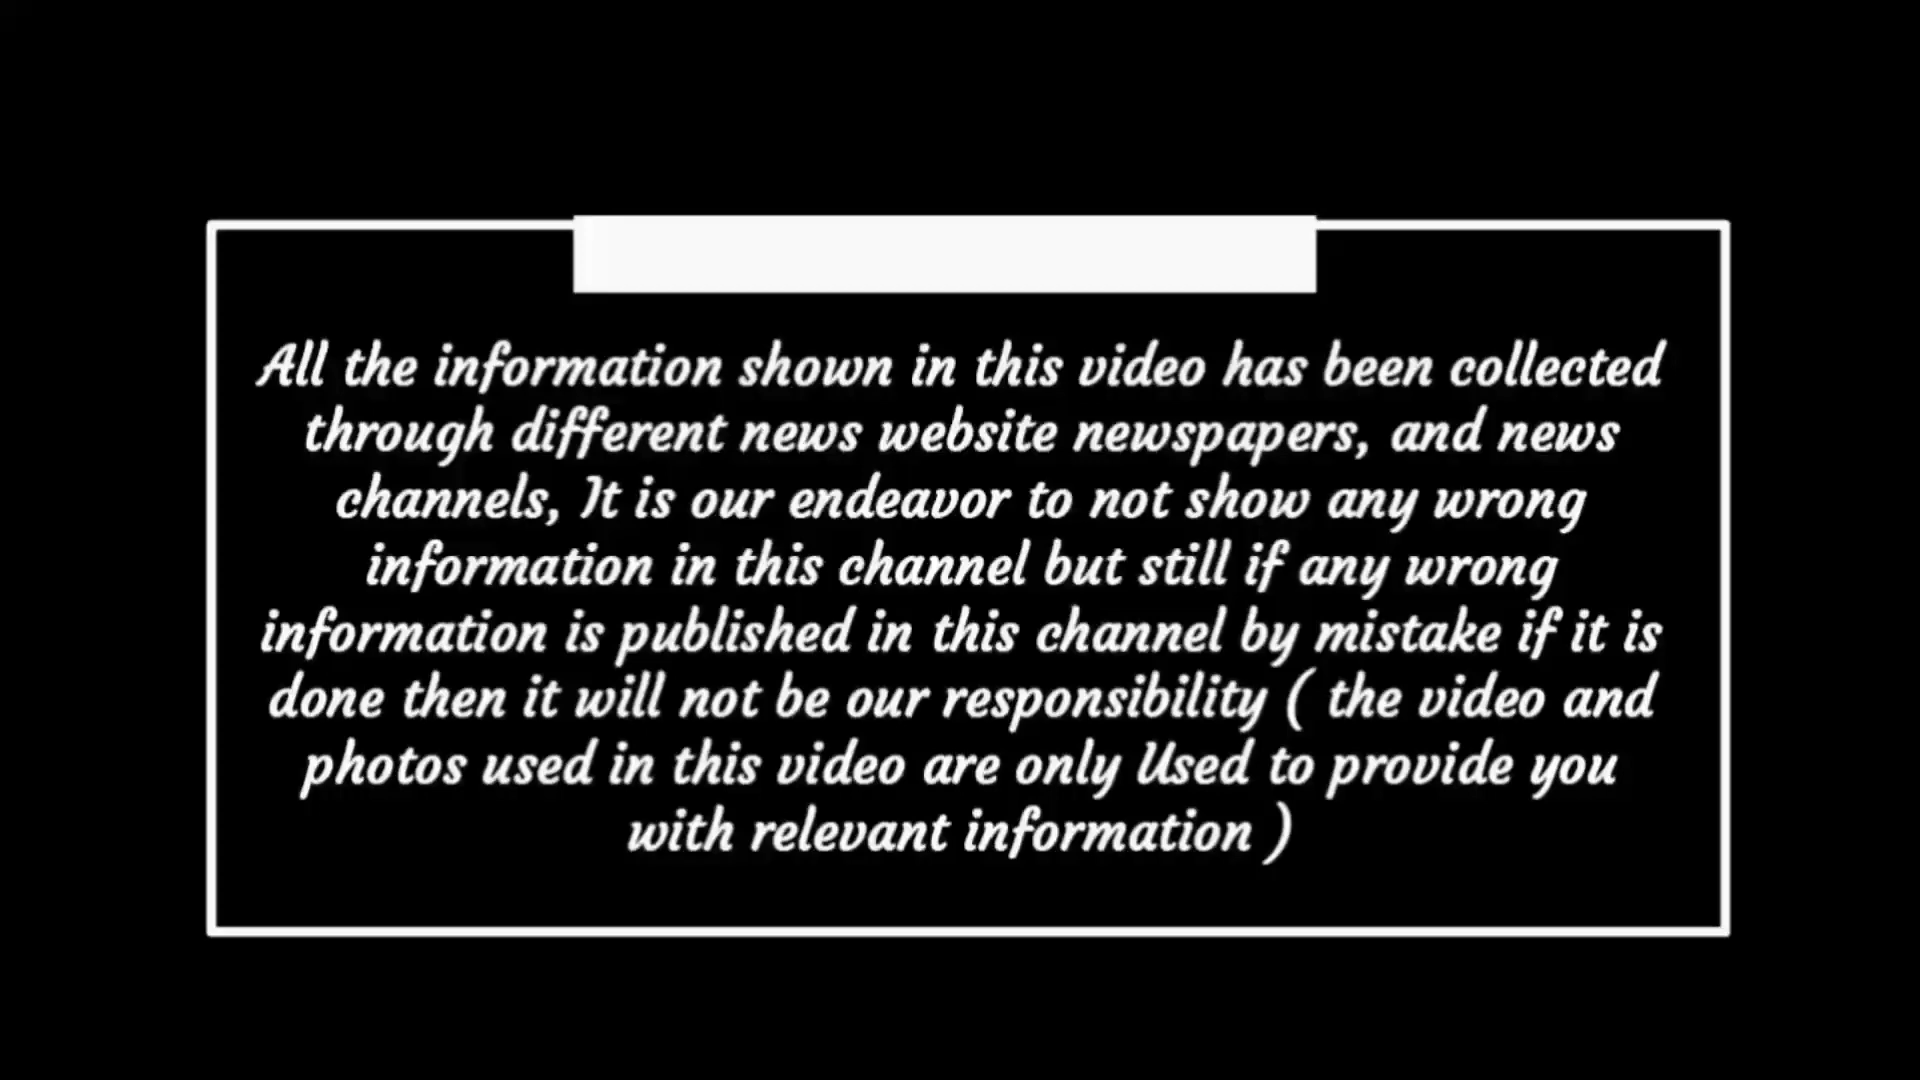 All the information shown in this video has been collected
through different news website newspapers, and news
channels, It is our endeavor to not show any wrong
information in this channel but still if any wrong
information is published in this channel by mistake if it is
done then it will not be our responsibility ( the video and
photos used in this video are only Used to provide you
with relevant information )